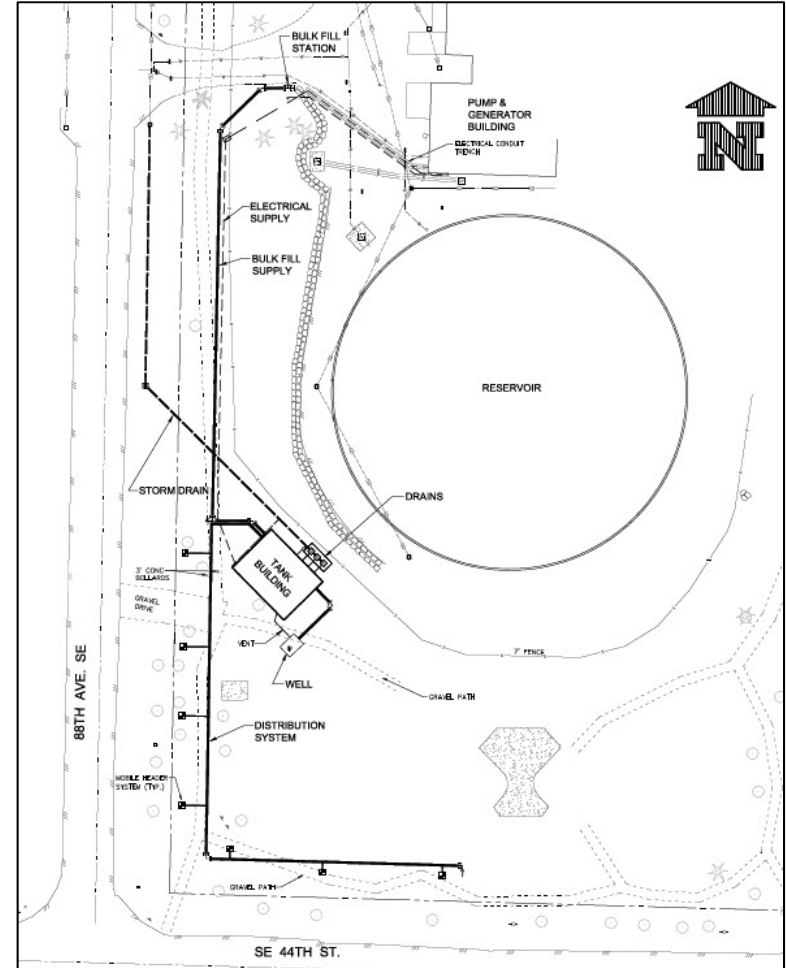 BULK FILL
STATION
PUMP &
GENERATOR
BUILDING
ELECTRICAL CONDUIT
TRENCH
N
ELECTRICAL
SUPPLY
BULK FILL
SUPPLY
RESERVOIR
STORM DRAIN
DRAINS
TANK
BUILDING
3' CONC
BOLLARDS
GRAVEL
DRIVE
VENT
WELL
7' FENCE
GRAVEL PATH
88TH AVE. SE
DISTRIBUTION
SYSTEM
MOBILE HEADER
SYSTEM (TYP.)
GRAVEL PATH
SE 44TH ST.